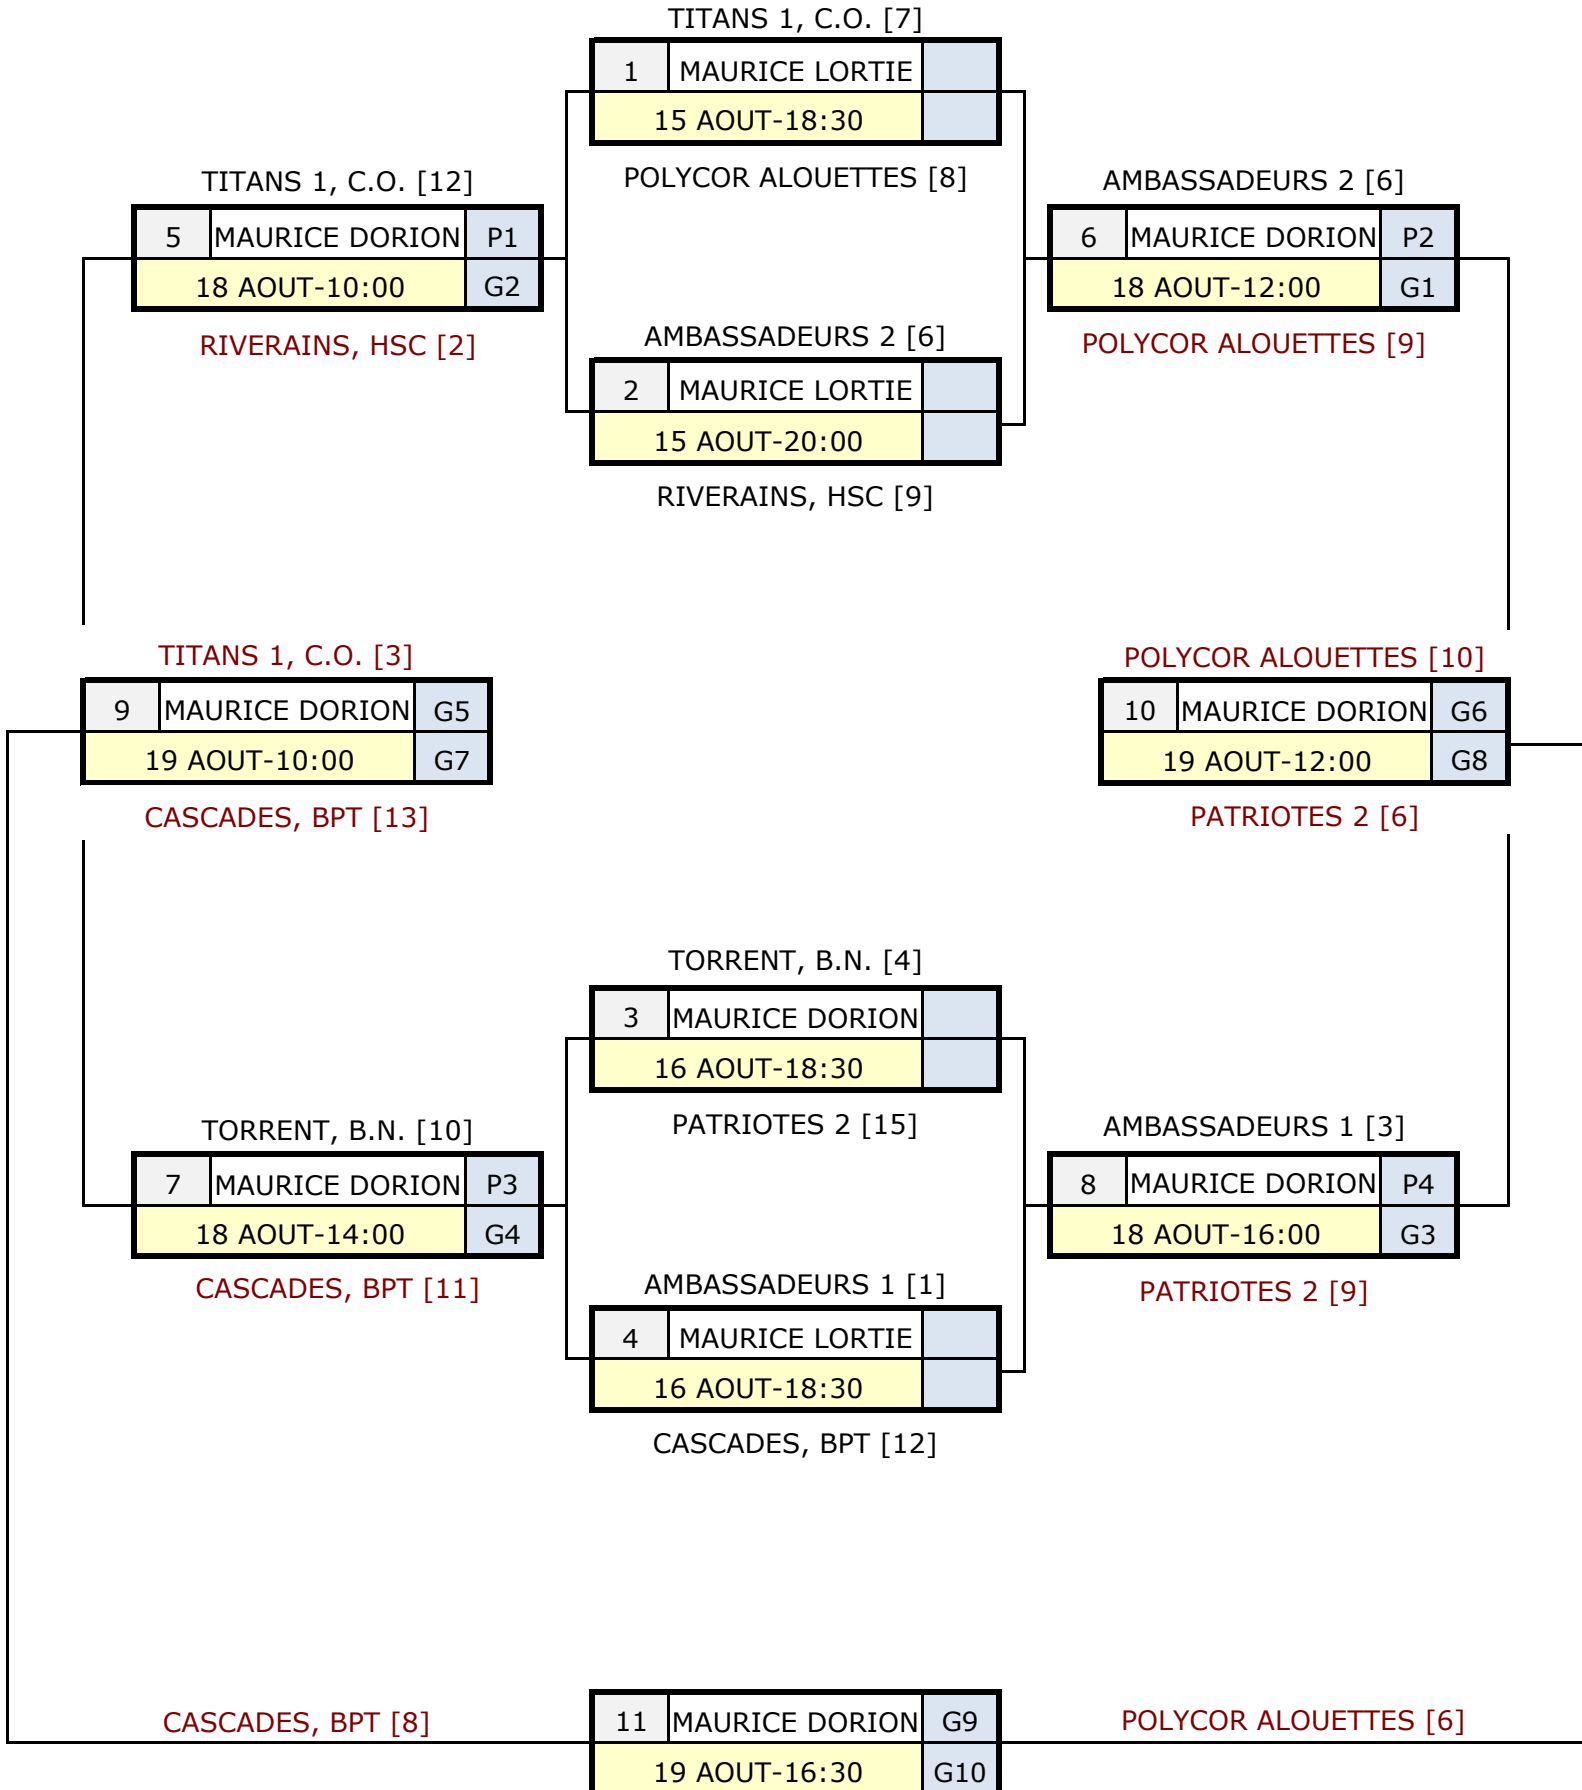 TITANS 1, C.O. [7]
1 MAURICE LORTIE
15 AOUT-18:30
POLYCOR ALOUETTES [8]
TITANS 1, C.O. [12]
5 MAURICE DORION P1
18 AOUT-10:00 G2
RIVERAINS, HSC [2]
AMBASSADEURS 2 [6]
6 MAURICE DORION P2
18 AOUT-12:00 G1
POLYCOR ALOUETTES [9]
AMBASSADEURS 2 [6]
2 MAURICE LORTIE
15 AOUT-20:00
RIVERAINS, HSC [9]
TITANS 1, C.O. [3]
9 MAURICE DORION G5
19 AOUT-10:00 G7
CASCADES, BPT [13]
POLYCOR ALOUETTES [10]
10 MAURICE DORION G6
19 AOUT-12:00 G8
PATRIOTES 2 [6]
TORRENT, B.N. [4]
3 MAURICE DORION
16 AOUT-18:30
PATRIOTES 2 [15]
TORRENT, B.N. [10]
7 MAURICE DORION P3
18 AOUT-14:00 G4
CASCADES, BPT [11]
AMBASSADEURS 1 [3]
8 MAURICE DORION P4
18 AOUT-16:00 G3
PATRIOTES 2 [9]
AMBASSADEURS 1 [1]
4 MAURICE LORTIE
16 AOUT-18:30
CASCADES, BPT [12]
CASCADES, BPT [8]
11 MAURICE DORION G9
19 AOUT-16:30 G10
POLYCOR ALOUETTES [6]